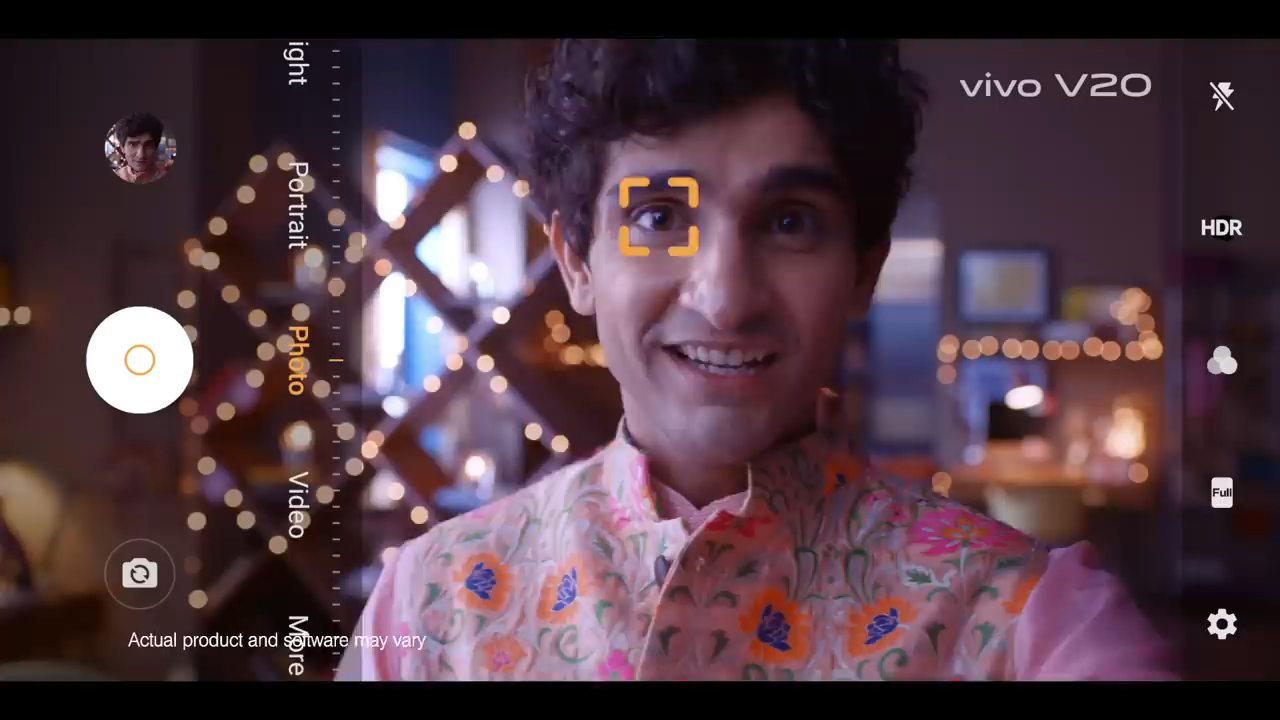 vivo V20
ight
Portrait
Photo
Video
More
HDR
Full
Actual product and software may vary